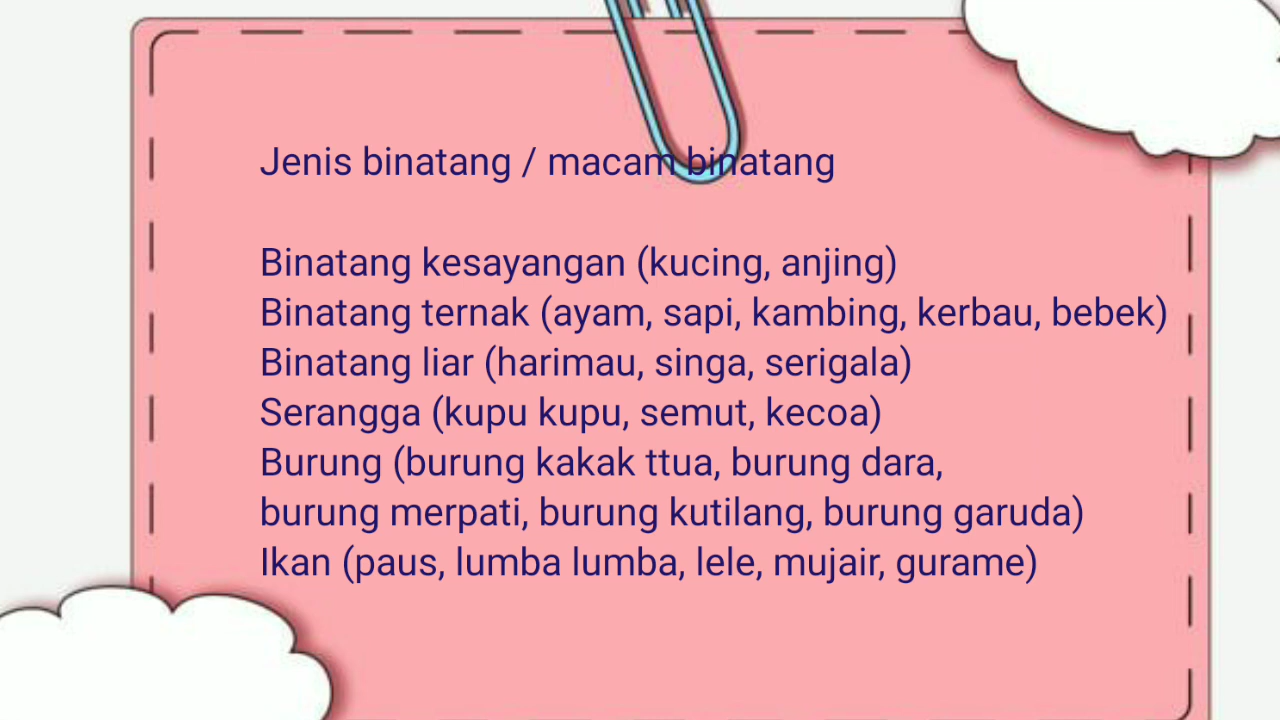 Jenis binatang / macam binatang
Binatang kesayangan (kucing, anjing)
Binatang ternak (ayam, sapi, kambing, kerbau, bebek)
Binatang liar (harimau, singa, serigala)
Serangga (kupu kupu, semut, kecoa)
Burung (burung kakak ttua, burung dara,
burung merpati, burung kutilang, burung garuda)
Ikan (paus, lumba lumba, lele, mujair, gurame)